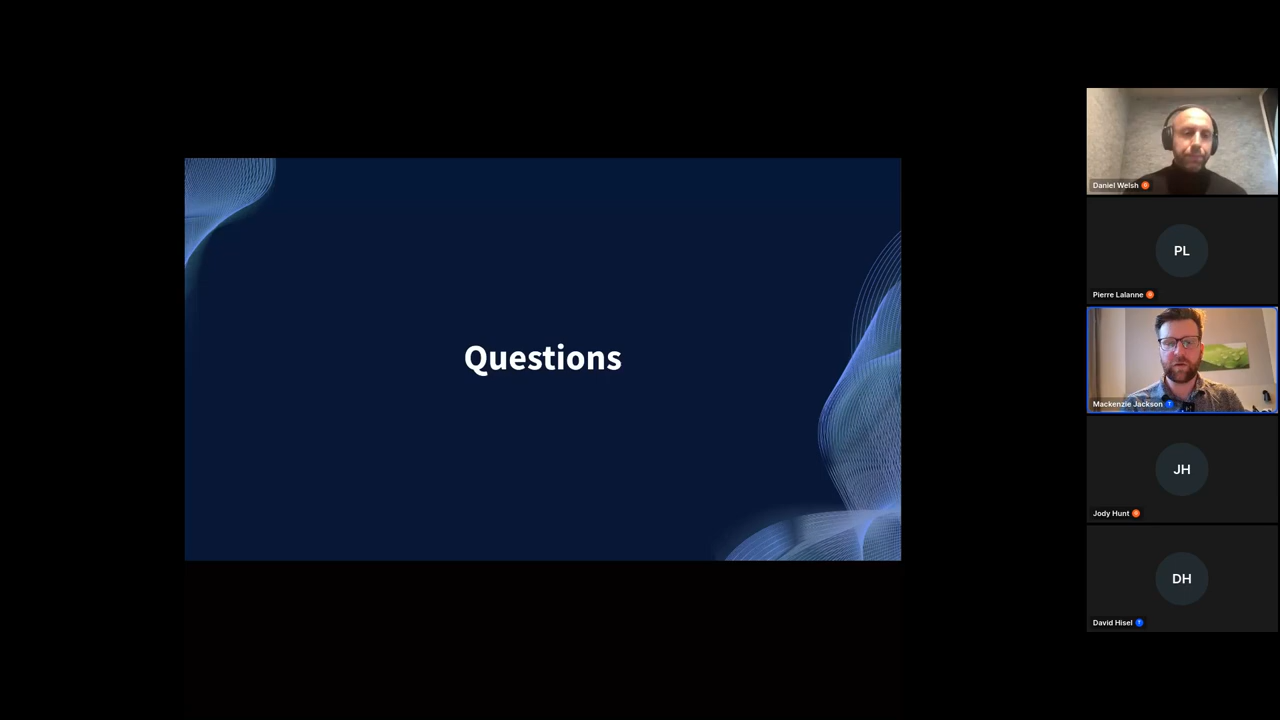 Questions
Daniel Welsh
PL
Pierre Lalanne
Mackenzie Jackson
JH
Jody Hunt
DH
David Hisel